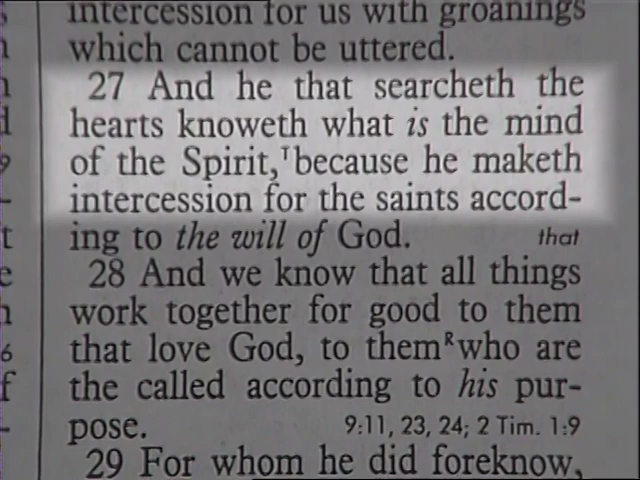 intercession for us with groanings
which cannot be uttered.
27 And he that searcheth the
hearts knoweth what is the mind
of the Spirit,ᵀbecause he maketh
intercession for the saints accord-
ing to the will of God. that
28 And we know that all things
work together for good to them
that love God, to themᴿwho are
the called according to his pur-
pose. 9:11, 23, 24; 2 Tim. 1:9
29 For whom he did foreknow,